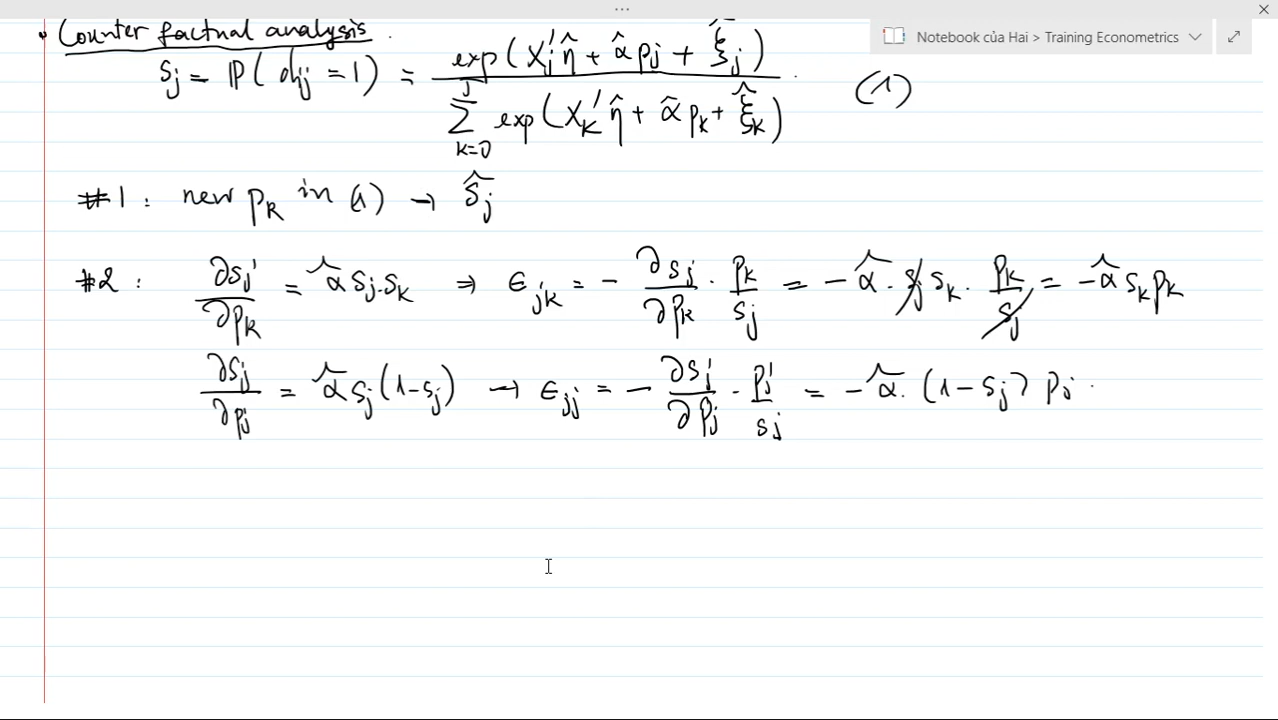 Notebook của Hai > Training Econometrics
• Counter factual analysis.
s_j = ℙ(d_ij = 1) = exp(X_j' η̂ + α̂ p_j + ξ̂_j) / Σ_{k=0}^{J} exp(X_k' η̂ + α̂ p_k + ξ̂_k) . (1)
#1 : new p_k in (1) → ŝ_j
#2 : ∂s_j/∂p_k = α̂ s_j . s_k ⇒ ϵ_jk = - ∂s_j/∂p_k . p_k/s_j = - α̂ . s_j s_k . p_k/s_j = - α̂ s_k p_k
∂s_j/∂p_j = α̂ s_j (1 - s_j) → ϵ_jj = - ∂s_j/∂p_j . p_j/s_j = - α̂ . (1 - s_j) p_j .